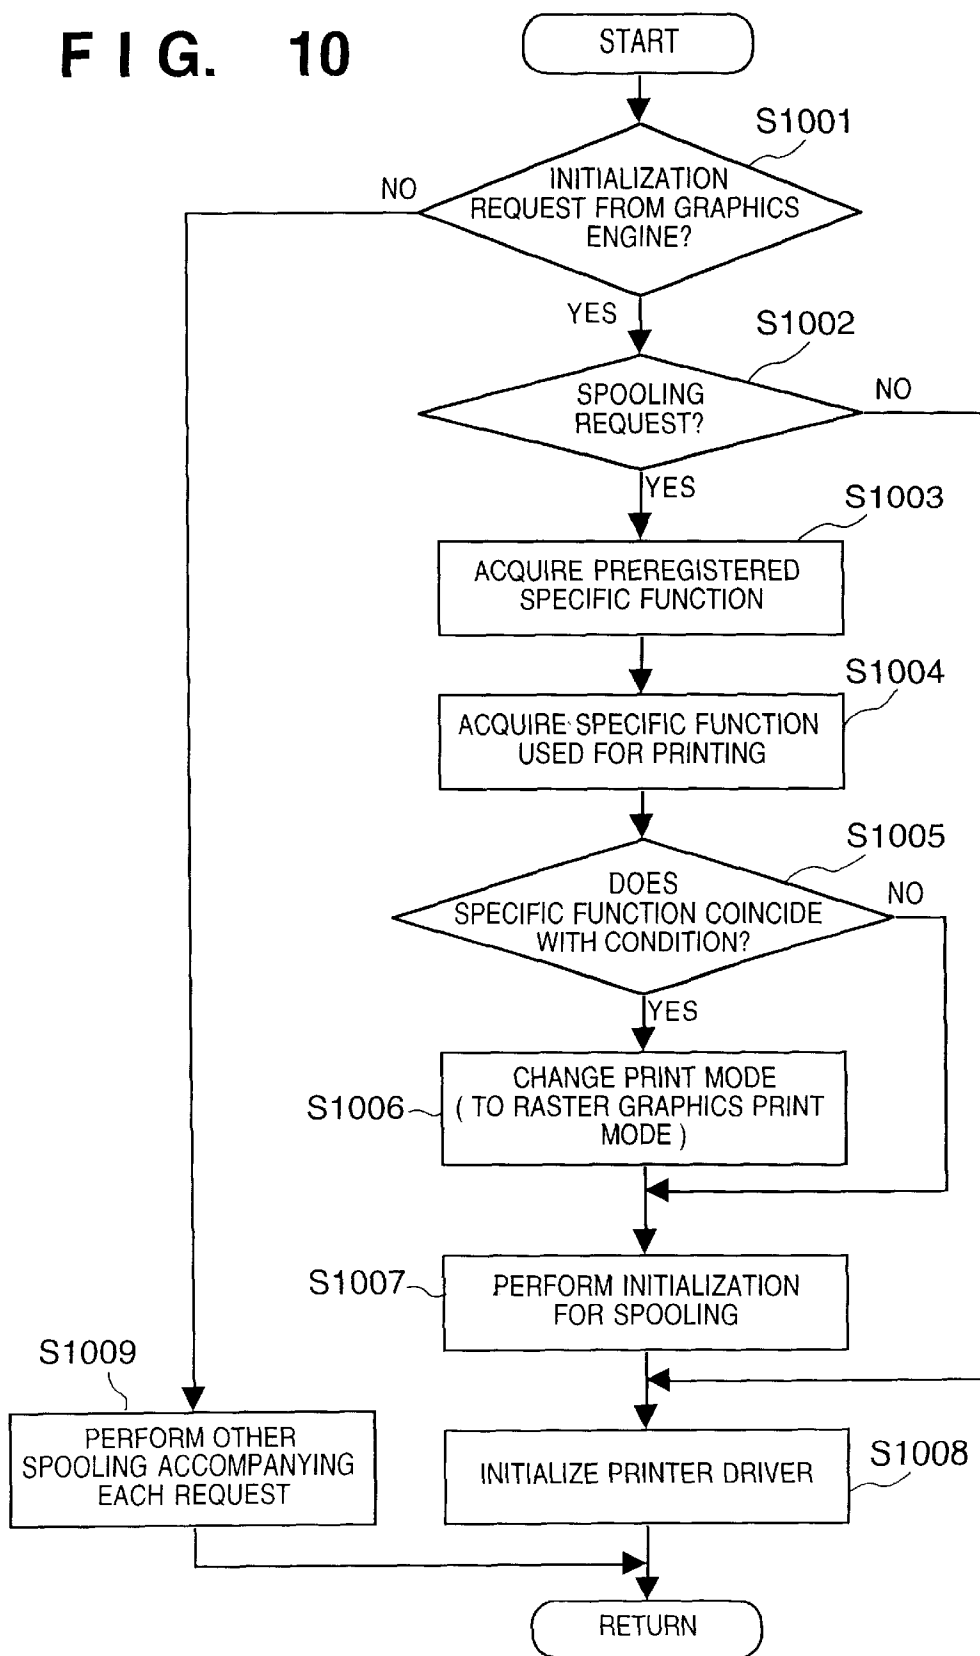 FIG. 10
START
S1001
INITIALIZATION
REQUEST FROM GRAPHICS
ENGINE?
NO
YES
S1002
SPOOLING
REQUEST?
NO
YES
S1003
ACQUIRE PREREGISTERED
SPECIFIC FUNCTION
S1004
ACQUIRE SPECIFIC FUNCTION
USED FOR PRINTING
S1005
DOES
SPECIFIC FUNCTION COINCIDE
WITH CONDITION?
NO
YES
S1006
CHANGE PRINT MODE
( TO RASTER GRAPHICS PRINT
MODE )
S1007
PERFORM INITIALIZATION
FOR SPOOLING
S1009
PERFORM OTHER
SPOOLING ACCOMPANYING
EACH REQUEST
S1008
INITIALIZE PRINTER DRIVER
RETURN